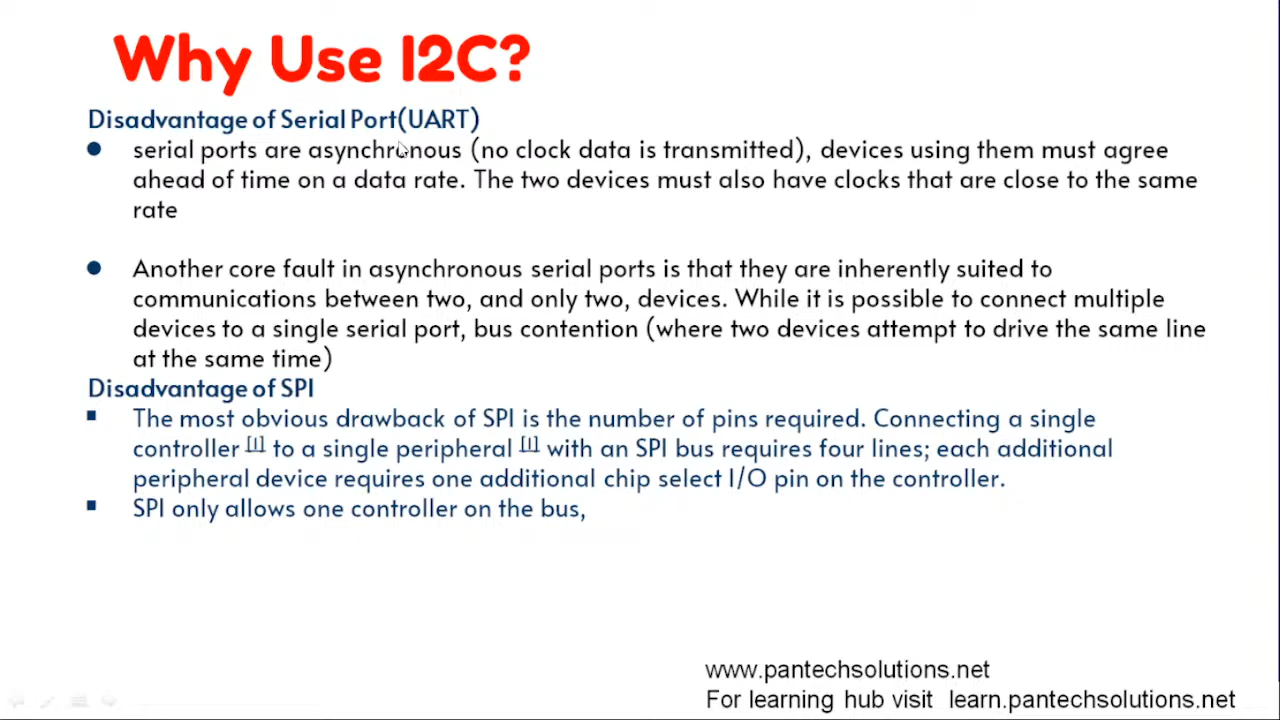 Why Use I2C?
Disadvantage of Serial Port(UART)
serial ports are asynchronous (no clock data is transmitted), devices using them must agree
ahead of time on a data rate. The two devices must also have clocks that are close to the same
rate
Another core fault in asynchronous serial ports is that they are inherently suited to
communications between two, and only two, devices. While it is possible to connect multiple
devices to a single serial port, bus contention (where two devices attempt to drive the same line
at the same time)
Disadvantage of SPI
The most obvious drawback of SPI is the number of pins required. Connecting a single
controller [1] to a single peripheral [1] with an SPI bus requires four lines; each additional
peripheral device requires one additional chip select I/O pin on the controller.
SPI only allows one controller on the bus,
www.pantechsolutions.net
For learning hub visit learn.pantechsolutions.net